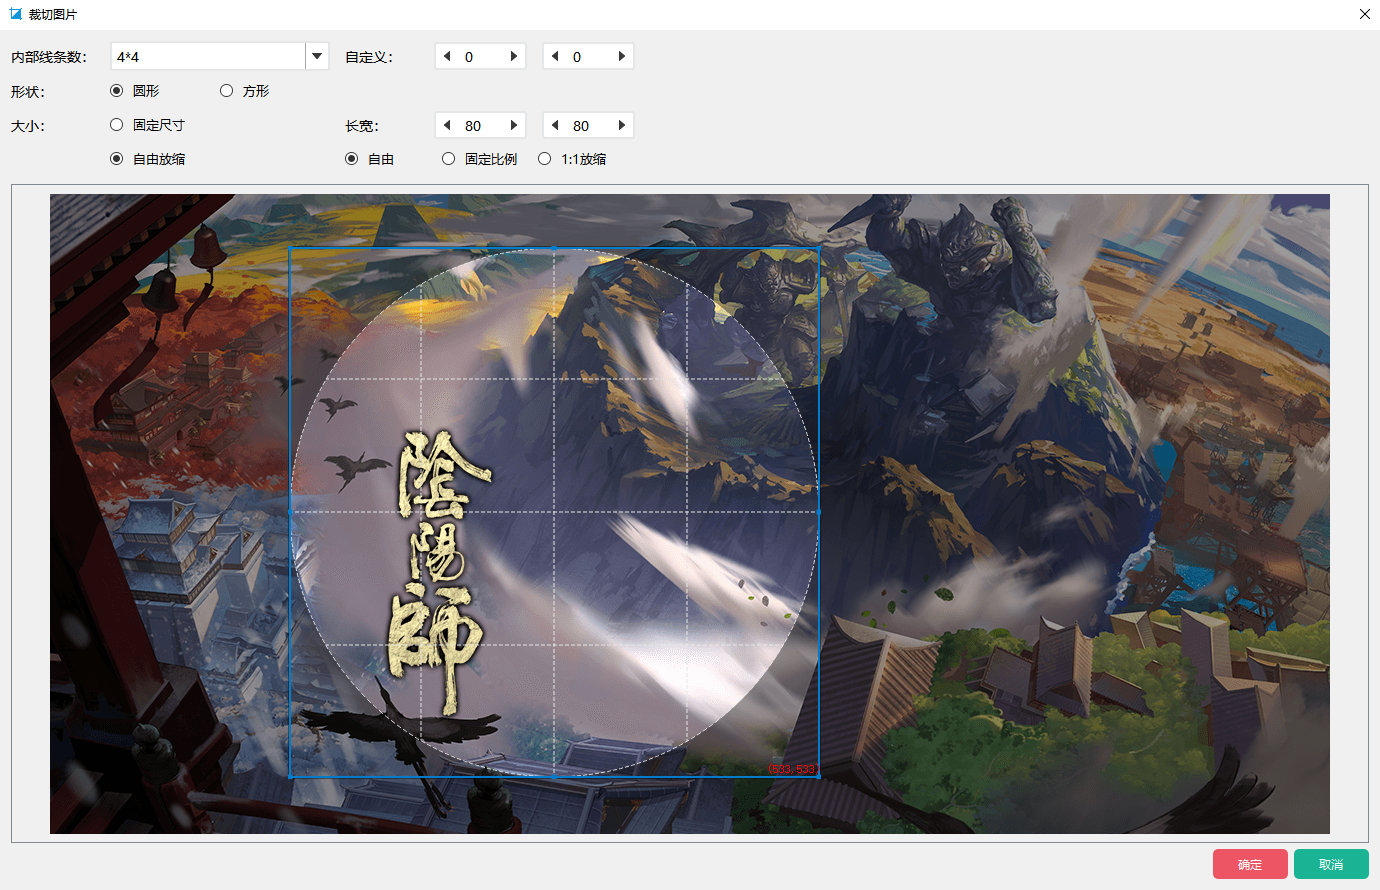 裁切图片
内部线条数： 4*4 自定义： 0 0
形状： 圆形 方形
大小： 固定尺寸 长宽： 80 80
自由放缩 自由 固定比例 1:1放缩
陰陽師
(533,533)
确定 取消